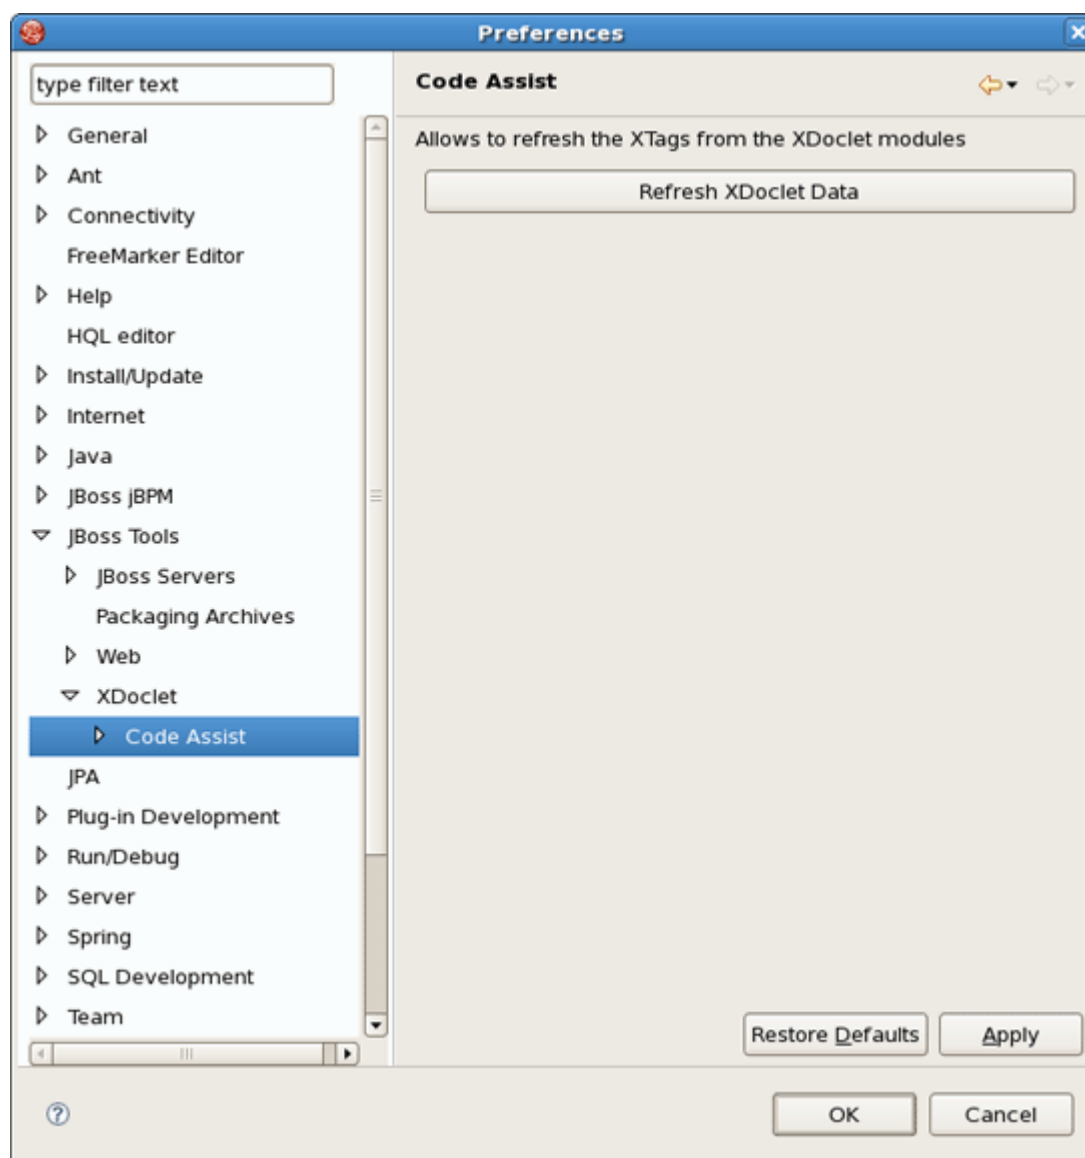 Preferences
type filter text
General
Ant
Connectivity
FreeMarker Editor
Help
HQL editor
Install/Update
Internet
Java
JBoss jBPM
JBoss Tools
JBoss Servers
Packaging Archives
Web
XDoclet
Code Assist
JPA
Plug-in Development
Run/Debug
Server
Spring
SQL Development
Team
Code Assist
Allows to refresh the XTags from the XDoclet modules
Refresh XDoclet Data
Restore Defaults
Apply
?
OK
Cancel